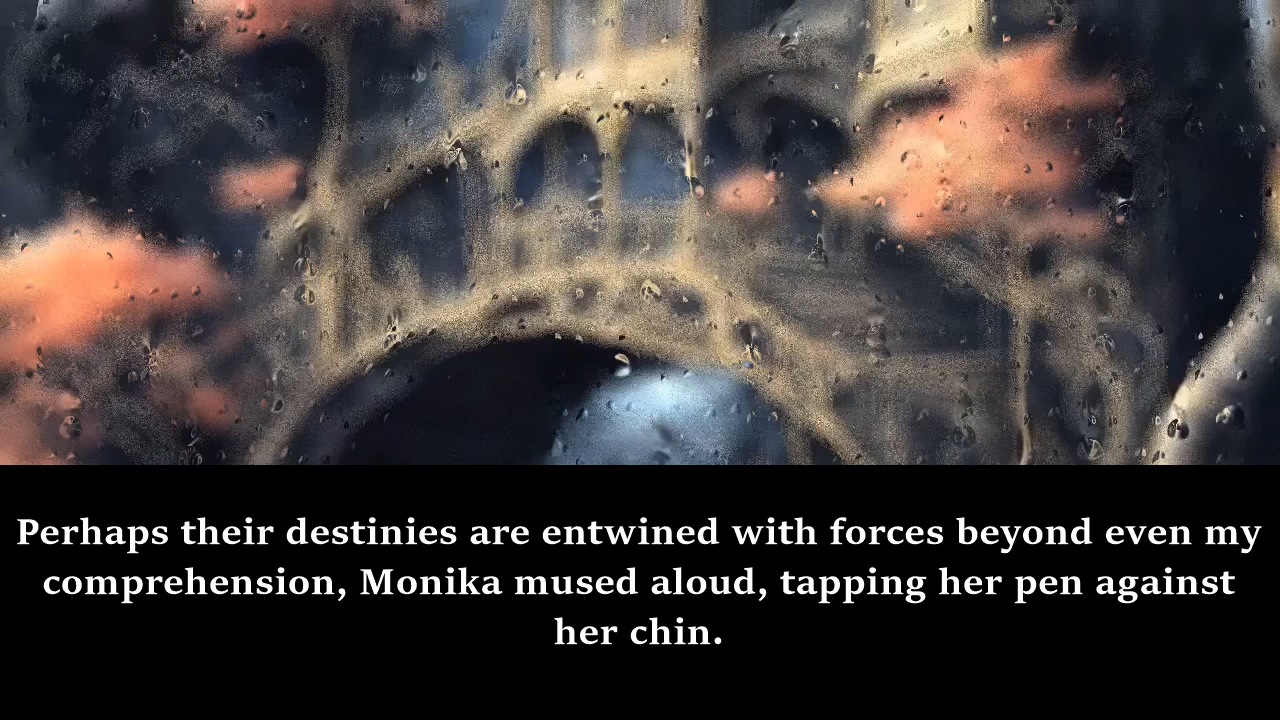 Perhaps their destinies are entwined with forces beyond even my
comprehension, Monika mused aloud, tapping her pen against
her chin.